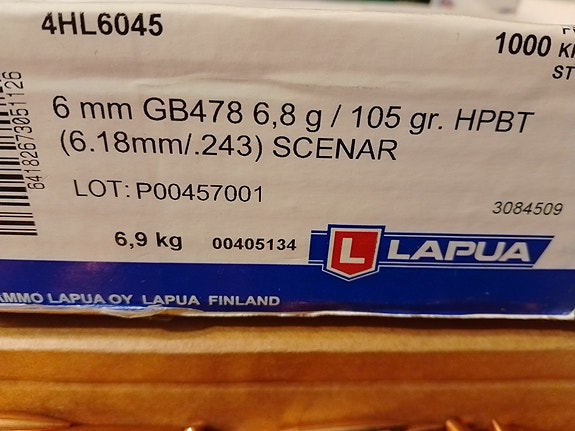 4HL6045
1000
6 mm GB478 6,8 g / 105 gr. HPBT
(6.18mm/.243) SCENAR
LOT: P00457001
3084509
6,9 kg 00405134
L LAPUA
AMMO LAPUA OY LAPUA FINLAND
64182673051126